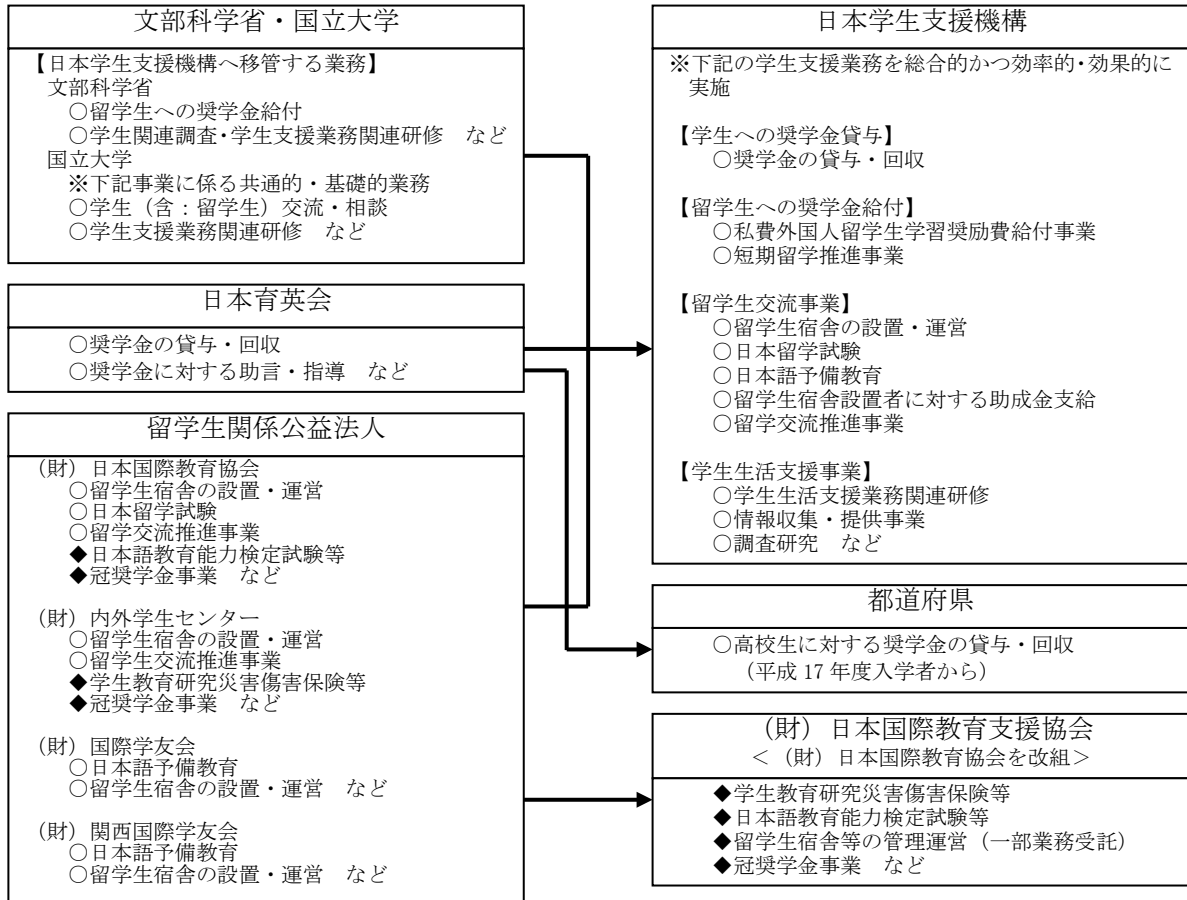 文部科学省・国立大学
【日本学生支援機構へ移管する業務】
文部科学省
○留学生への奨学金給付
○学生関連調査・学生支援業務関連研修　など
国立大学
※下記事業に係る共通的・基礎的業務
○学生（含：留学生）交流・相談
○学生支援業務関連研修　など
日本育英会
○奨学金の貸与・回収
○奨学金に対する助言・指導　など
留学生関係公益法人
（財）日本国際教育協会
○留学生宿舎の設置・運営
○日本留学試験
○留学交流推進事業
◆日本語教育能力検定試験等
◆冠奨学金事業　など
（財）内外学生センター
○留学生宿舎の設置・運営
○留学生交流推進事業
◆学生教育研究災害傷害保険等
◆冠奨学金事業　など
（財）国際学友会
○日本語予備教育
○留学生宿舎の設置・運営　など
（財）関西国際学友会
○日本語予備教育
○留学生宿舎の設置・運営　など
日本学生支援機構
※下記の学生支援業務を総合的かつ効率的・効果的に
実施
【学生への奨学金貸与】
○奨学金の貸与・回収
【留学生への奨学金給付】
○私費外国人留学生学習奨励費給付事業
○短期留学推進事業
【留学生交流事業】
○留学生宿舎の設置・運営
○日本留学試験
○日本語予備教育
○留学生宿舎設置者に対する助成金支給
○留学交流推進事業
【学生生活支援事業】
○学生生活支援業務関連研修
○情報収集・提供事業
○調査研究　など
都道府県
○高校生に対する奨学金の貸与・回収
（平成 17 年度入学者から）
（財）日本国際教育支援協会
＜（財）日本国際教育協会を改組＞
◆学生教育研究災害傷害保険等
◆日本語教育能力検定試験等
◆留学生宿舎等の管理運営（一部業務受託）
◆冠奨学金事業　など